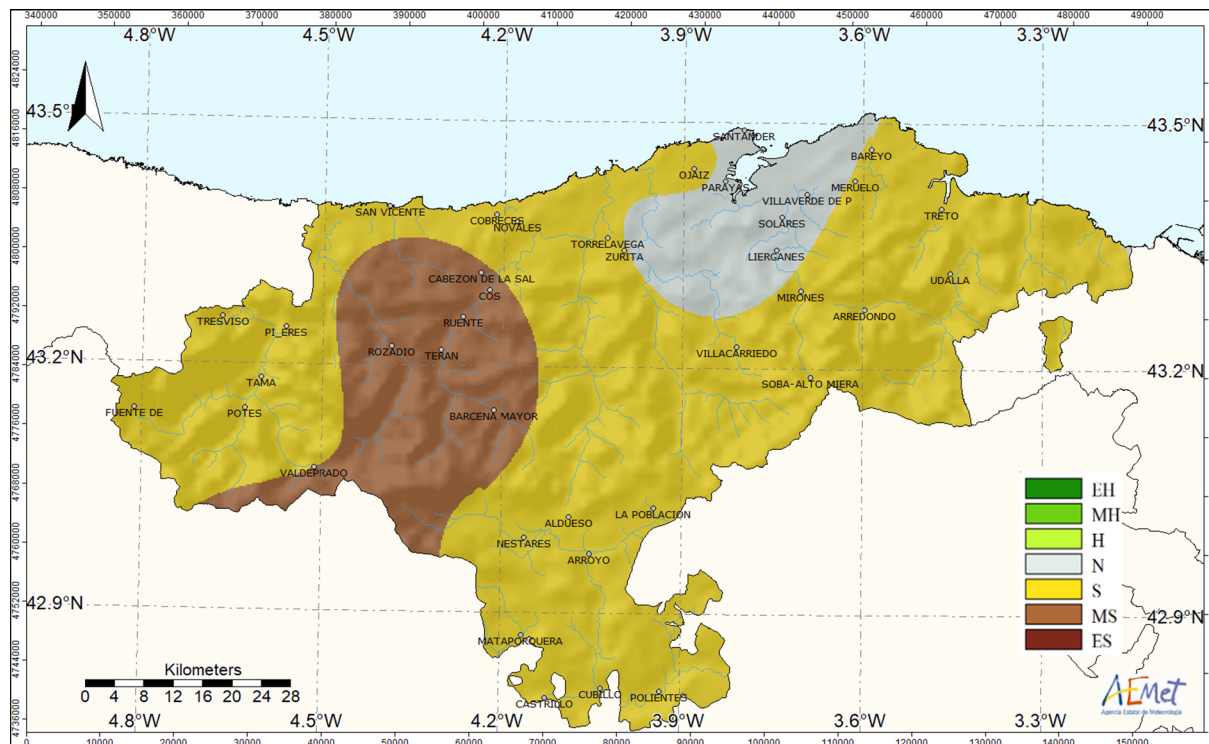 340000 350000 360000 370000 380000 390000 400000 410000 420000 430000 440000 450000 460000 470000 480000 490000
4.8°W 4.5°W 4.2°W 3.9°W 3.6°W 3.3°W
4824000
43.5°N 43.5°N
4816000
SANTANDER
BAREYO
OJAIZ
PARAYAS
MERUELO
4808000
VILLAVERDE DE P
SAN VICENTE
COBRECES
NOVALES
TRETO
SOLARES
4800000
TORRELAVEGA
ZURITA
LIERGANES
CABEZON DE LA SAL
UDALLA
COS
MIRONES
4792000
TRESVISO
RUENTE
ARREDONDO
PI_ERES
ROZADIO
TERAN
VILLACARRIEDO
43.2°N 43.2°N
4784000
TAMA
SOBA-ALTO MIERA
FUENTE DE
POTES
BARCENA MAYOR
4776000
VALDEPRADO
4768000
EH
MH
H
N
S
MS
ES
LA POBLACION
ALDUESO
NESTARES
4760000
ARROYO
42.9°N 42.9°N
4752000
MATAPORQUERA
4744000
Kilometers
0 4 8 12 16 20 24 28
CUBILLO
POLIENTES
CASTRILLO
AEMet
Agencia Estatal de Meteorología
4736000
4.8°W 4.5°W 4.2°W 3.9°W 3.6°W 3.3°W
0 10000 20000 30000 40000 50000 60000 70000 80000 90000 100000 110000 120000 130000 140000 150000